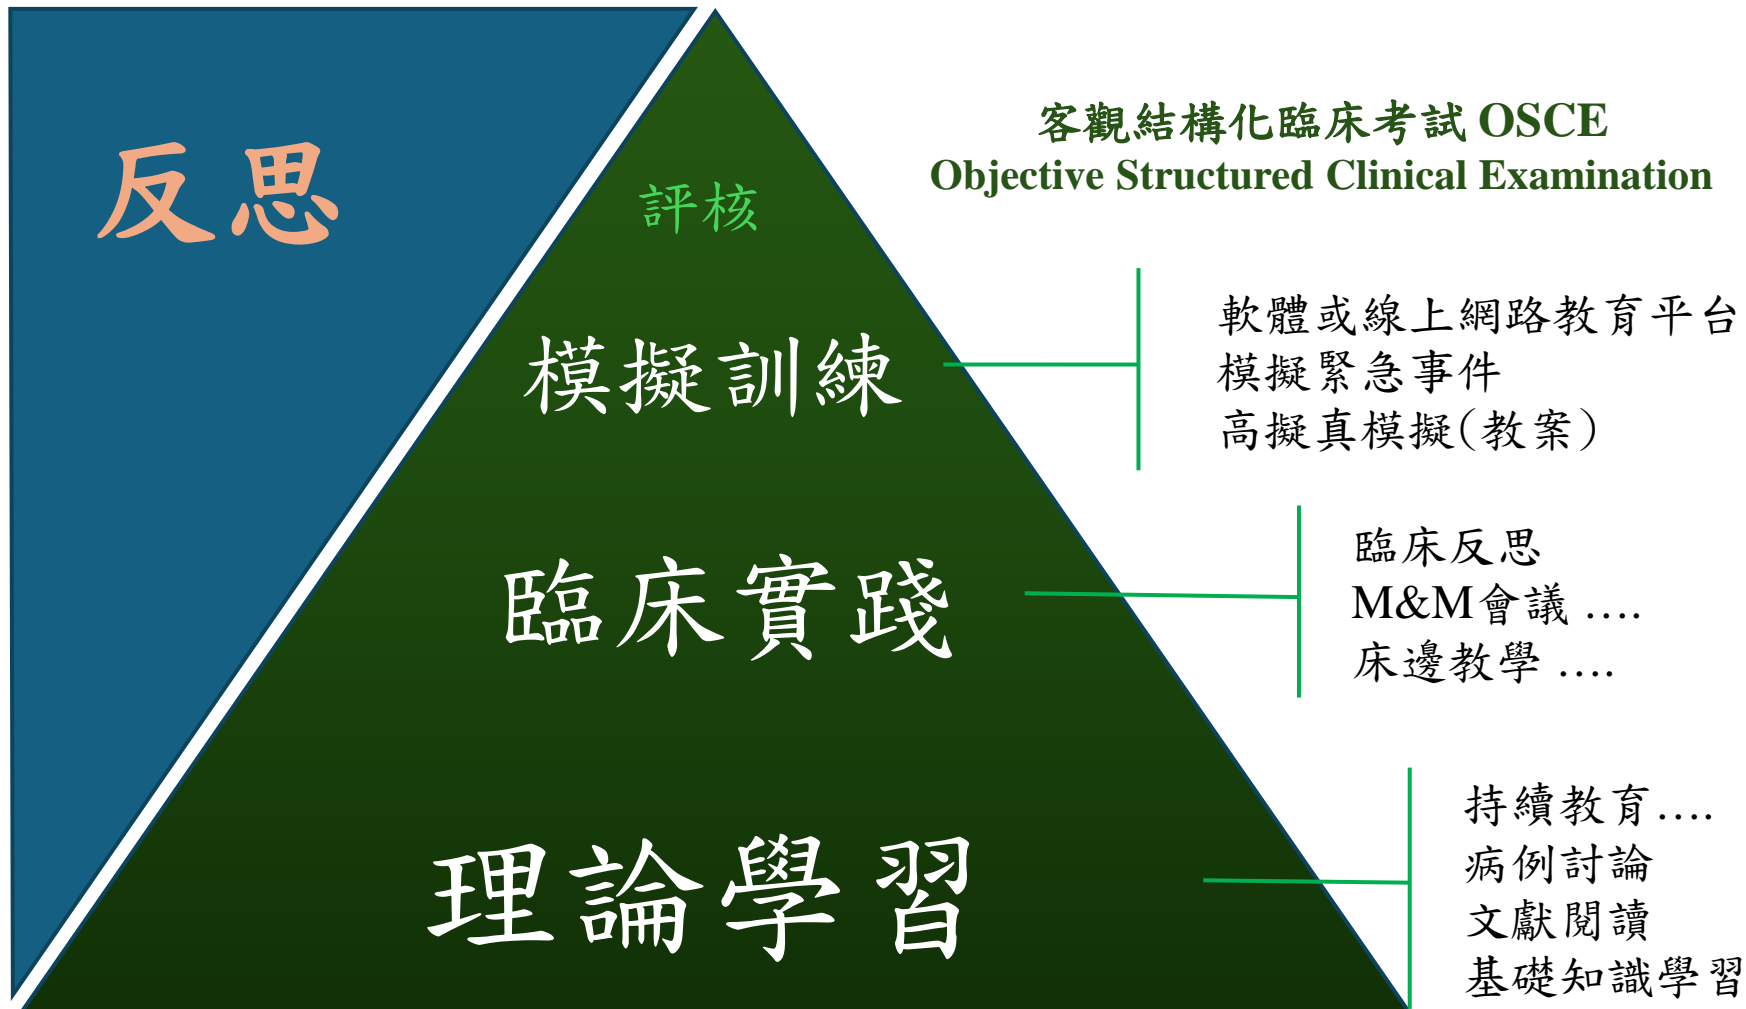 反思
客觀結構化臨床考試 OSCE
Objective Structured Clinical Examination
評核
模擬訓練
軟體或線上網路教育平台
模擬緊急事件
高擬真模擬(教案)
臨床實踐
臨床反思
M&M會議 ....
床邊教學 ....
理論學習
持續教育....
病例討論
文獻閱讀
基礎知識學習